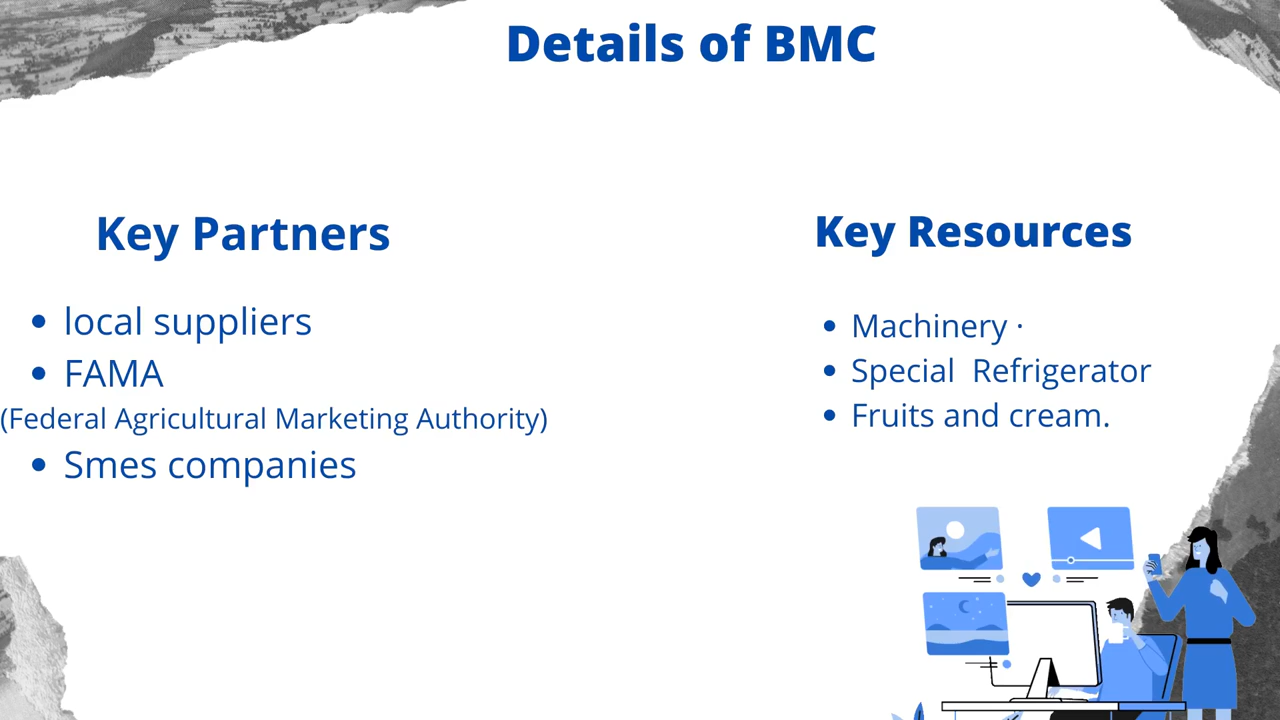 Details of BMC
Key Partners
local suppliers
FAMA
(Federal Agricultural Marketing Authority)
Smes companies
Key Resources
Machinery ·
Special  Refrigerator
Fruits and cream.